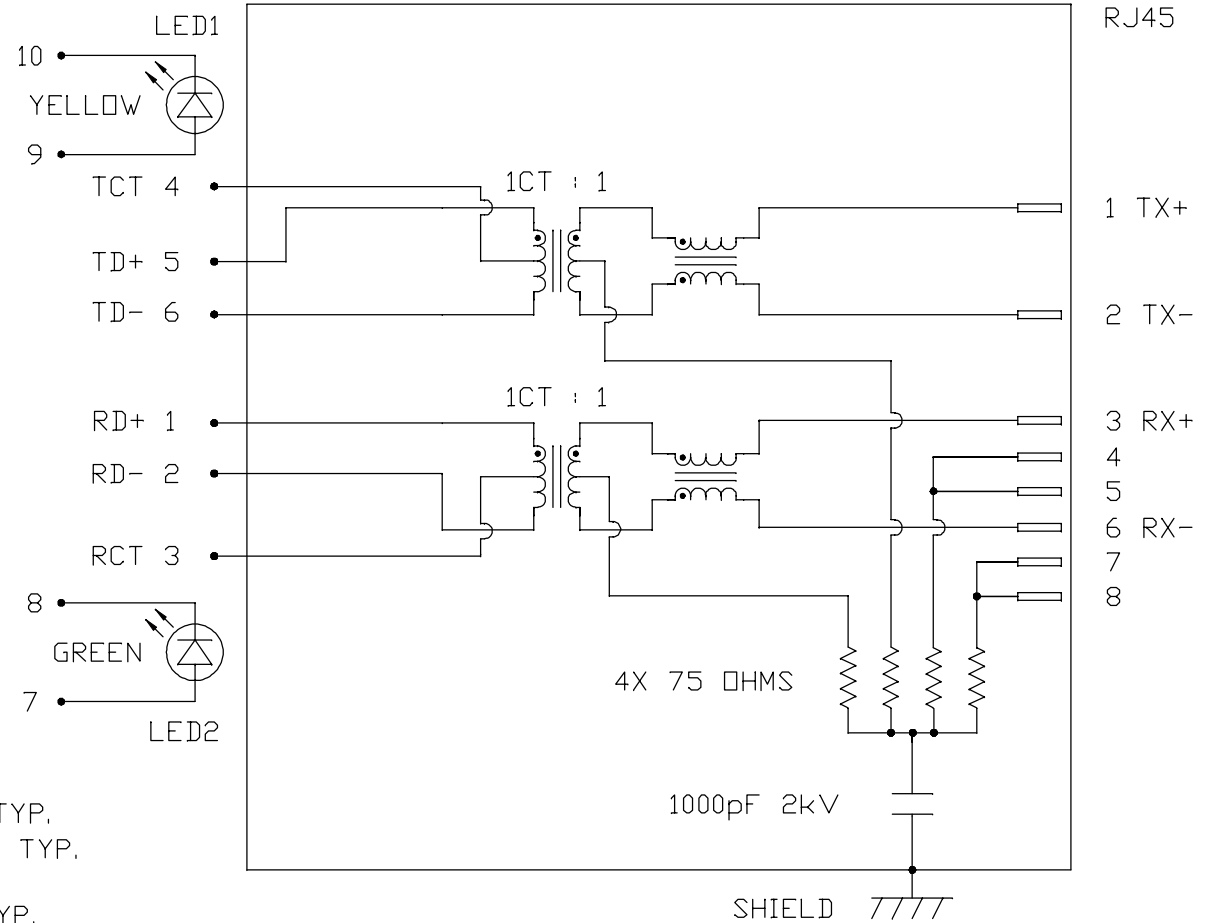 LED1
RJ45
10
YELLOW
9
TCT 4
1CT : 1
1 TX+
TD+ 5
TD- 6
2 TX-
1CT : 1
RD+ 1
3 RX+
4
RD- 2
5
6 RX-
RCT 3
7
8
8
GREEN
4X 75 OHMS
7
LED2
1000pF 2kV
TYP.
TYP.
SHIELD
YP.